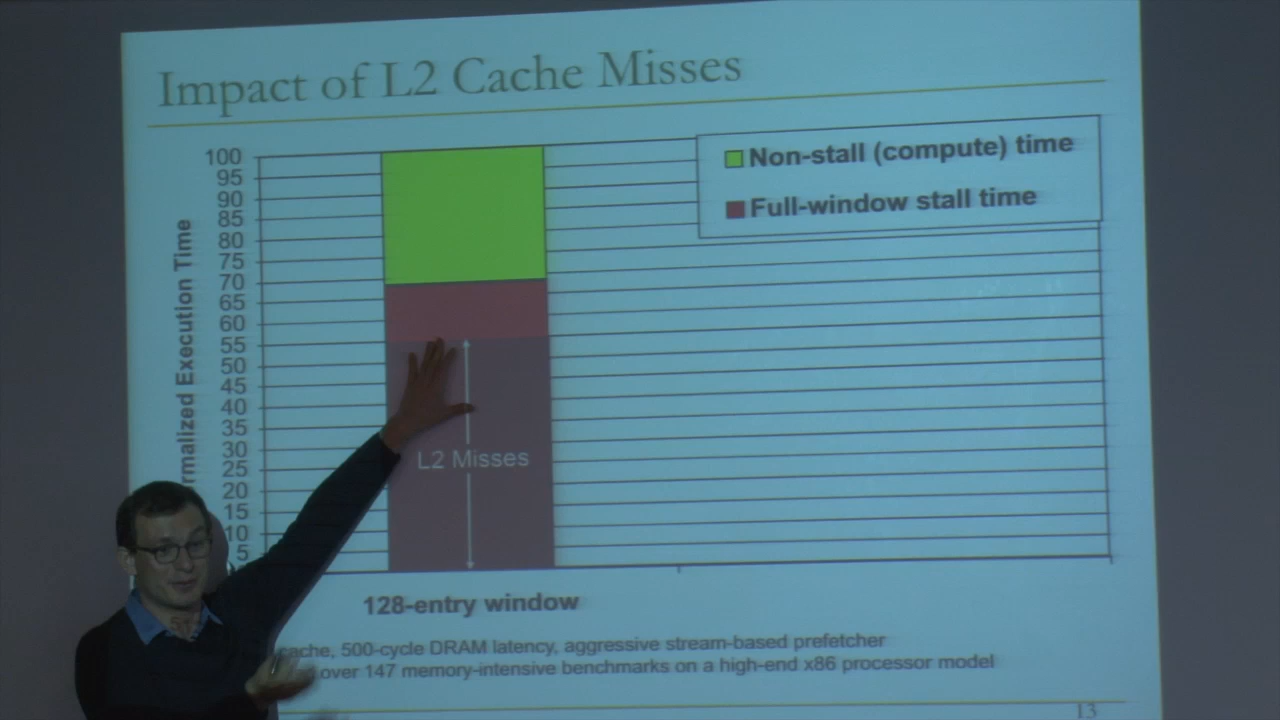 Impact of L2 Cache Misses
Non-stall (compute) time
Full-window stall time
100
95
90
85
80
75
70
65
60
55
50
45
40
35
30
25
20
15
10
5
Execution Time
L2 Misses
128-entry window
cache, 500-cycle DRAM latency, aggressive stream-based prefetcher
over 147 memory-intensive benchmarks on a high-end x86 processor model
13